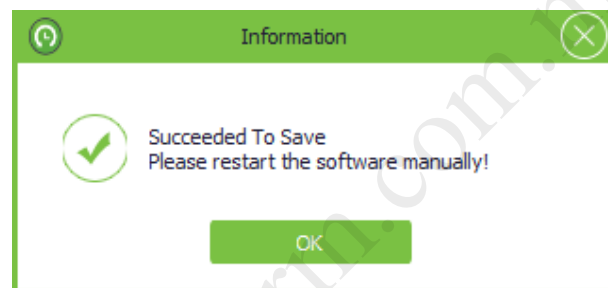 Information
Succeeded To Save
Please restart the software manually!
OK